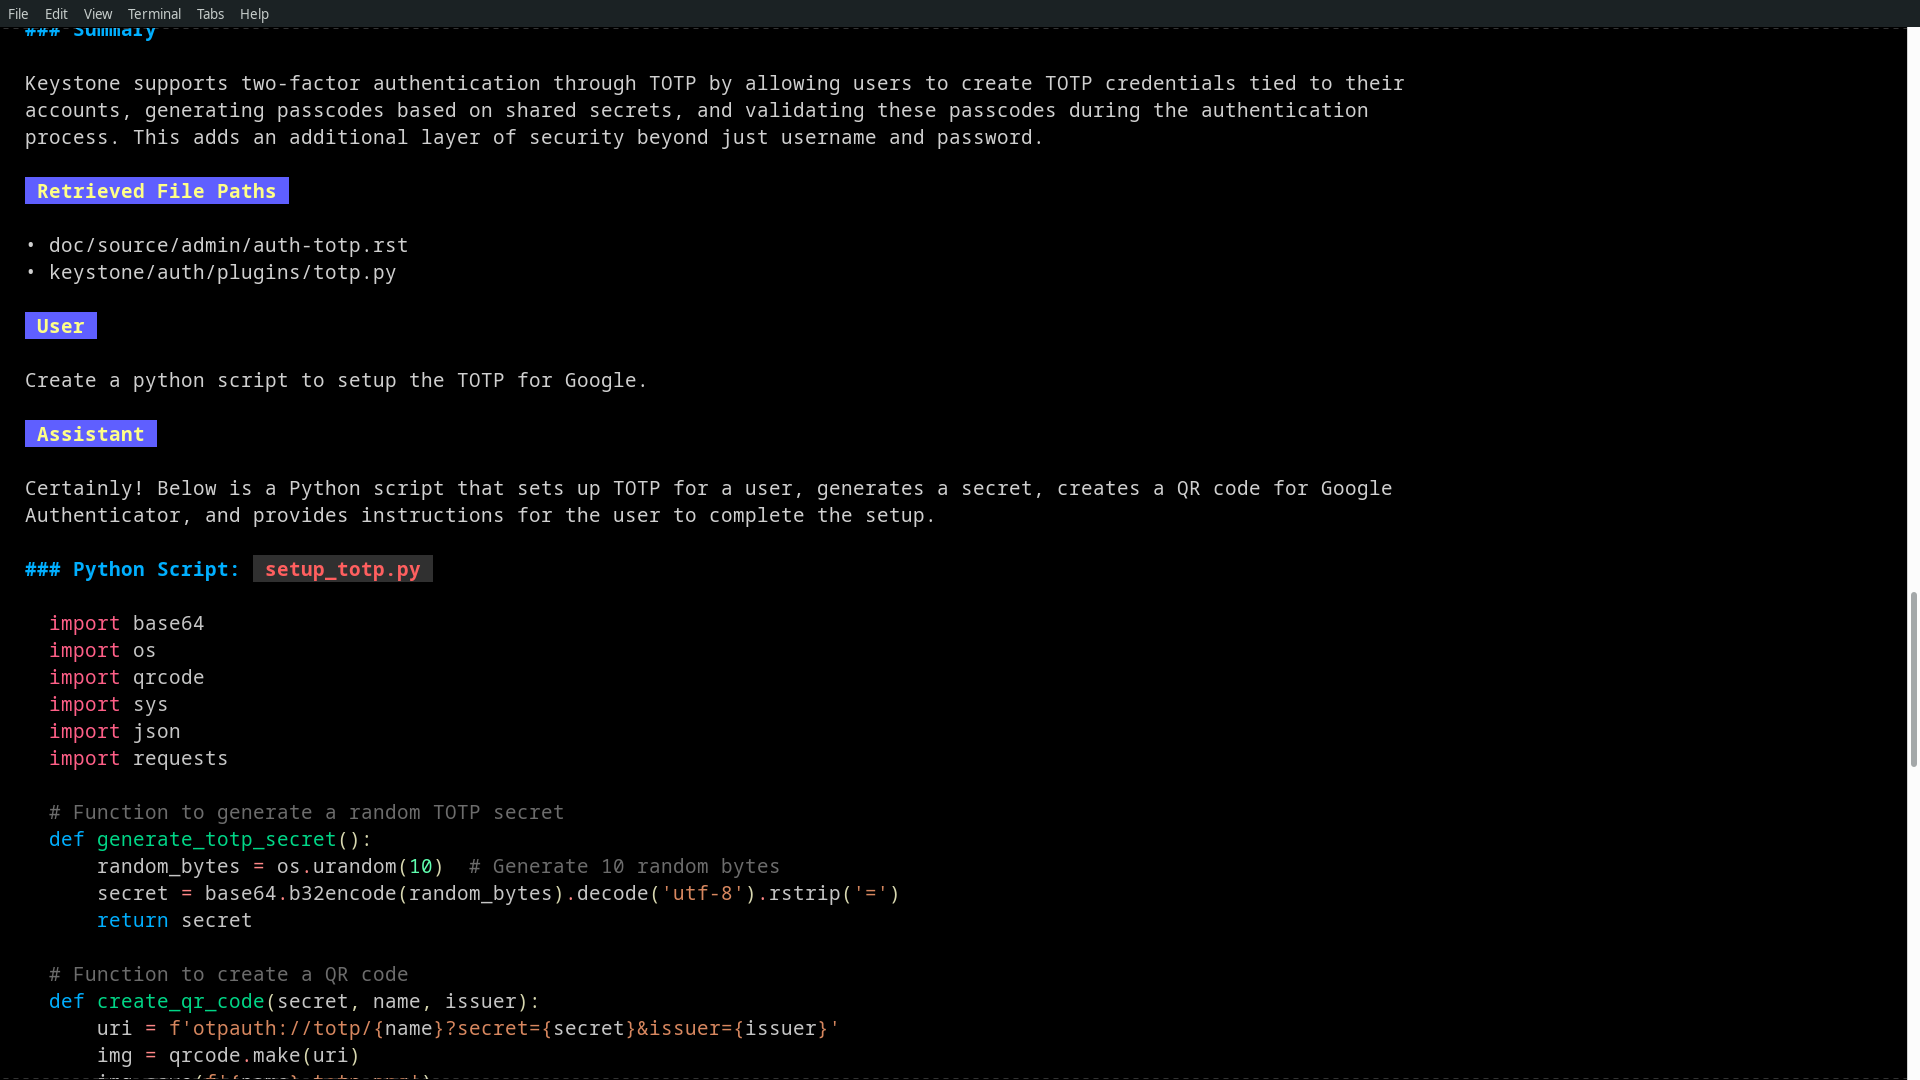 File Edit View Terminal Tabs Help
### Summary
Keystone supports two-factor authentication through TOTP by allowing users to create TOTP credentials tied to their
accounts, generating passcodes based on shared secrets, and validating these passcodes during the authentication
process. This adds an additional layer of security beyond just username and password.
Retrieved File Paths
• doc/source/admin/auth-totp.rst
• keystone/auth/plugins/totp.py
User
Create a python script to setup the TOTP for Google.
Assistant
Certainly! Below is a Python script that sets up TOTP for a user, generates a secret, creates a QR code for Google
Authenticator, and provides instructions for the user to complete the setup.
### Python Script: setup_totp.py
import base64
import os
import qrcode
import sys
import json
import requests
# Function to generate a random TOTP secret
def generate_totp_secret():
random_bytes = os.urandom(10)  # Generate 10 random bytes
secret = base64.b32encode(random_bytes).decode('utf-8').rstrip('=')
return secret
# Function to create a QR code
def create_qr_code(secret, name, issuer):
uri = f'otpauth://totp/{name}?secret={secret}&issuer={issuer}'
img = qrcode.make(uri)